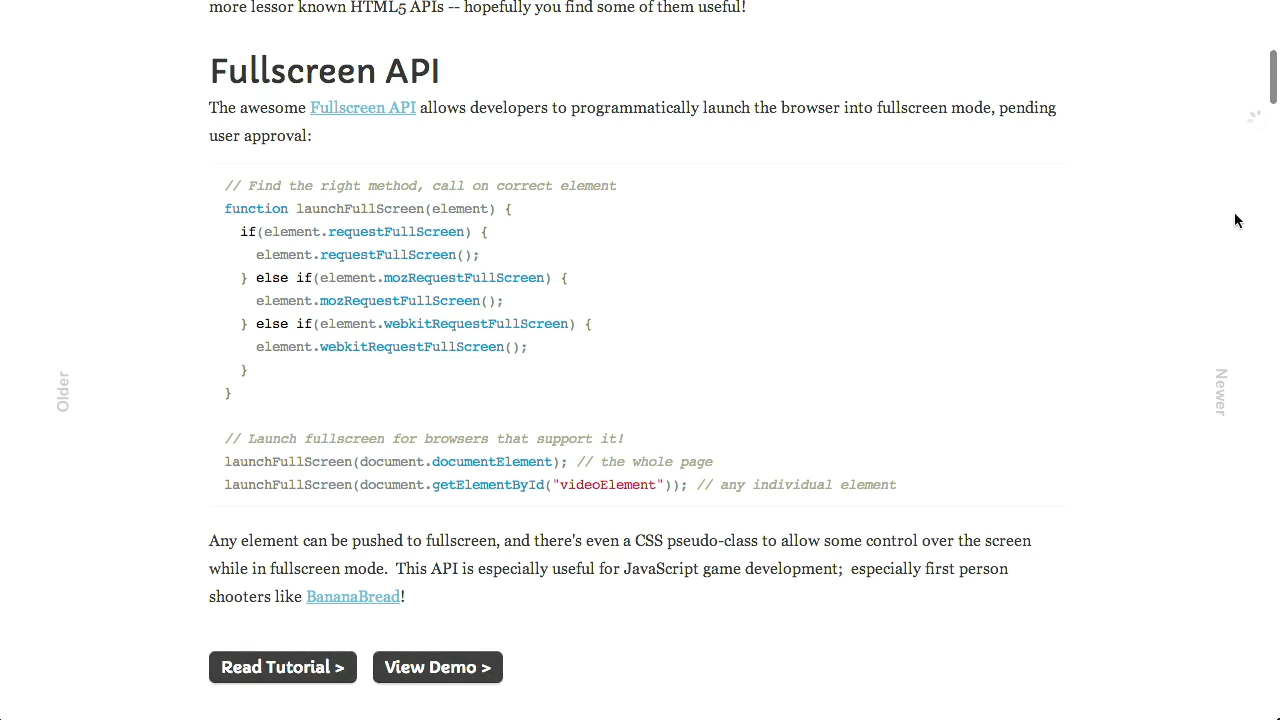 more lessor known HTML5 APIs -- hopefully you find some of them useful!
Fullscreen API
The awesome Fullscreen API allows developers to programmatically launch the browser into fullscreen mode, pending
user approval:
// Find the right method, call on correct element
function launchFullScreen(element) {
  if(element.requestFullScreen) {
    element.requestFullScreen();
  } else if(element.mozRequestFullScreen) {
    element.mozRequestFullScreen();
  } else if(element.webkitRequestFullScreen) {
    element.webkitRequestFullScreen();
  }
}
// Launch fullscreen for browsers that support it!
launchFullScreen(document.documentElement); // the whole page
launchFullScreen(document.getElementById("videoElement")); // any individual element
Any element can be pushed to fullscreen, and there's even a CSS pseudo-class to allow some control over the screen
while in fullscreen mode.  This API is especially useful for JavaScript game development;  especially first person
shooters like BananaBread!
Read Tutorial >
View Demo >
Older
Newer